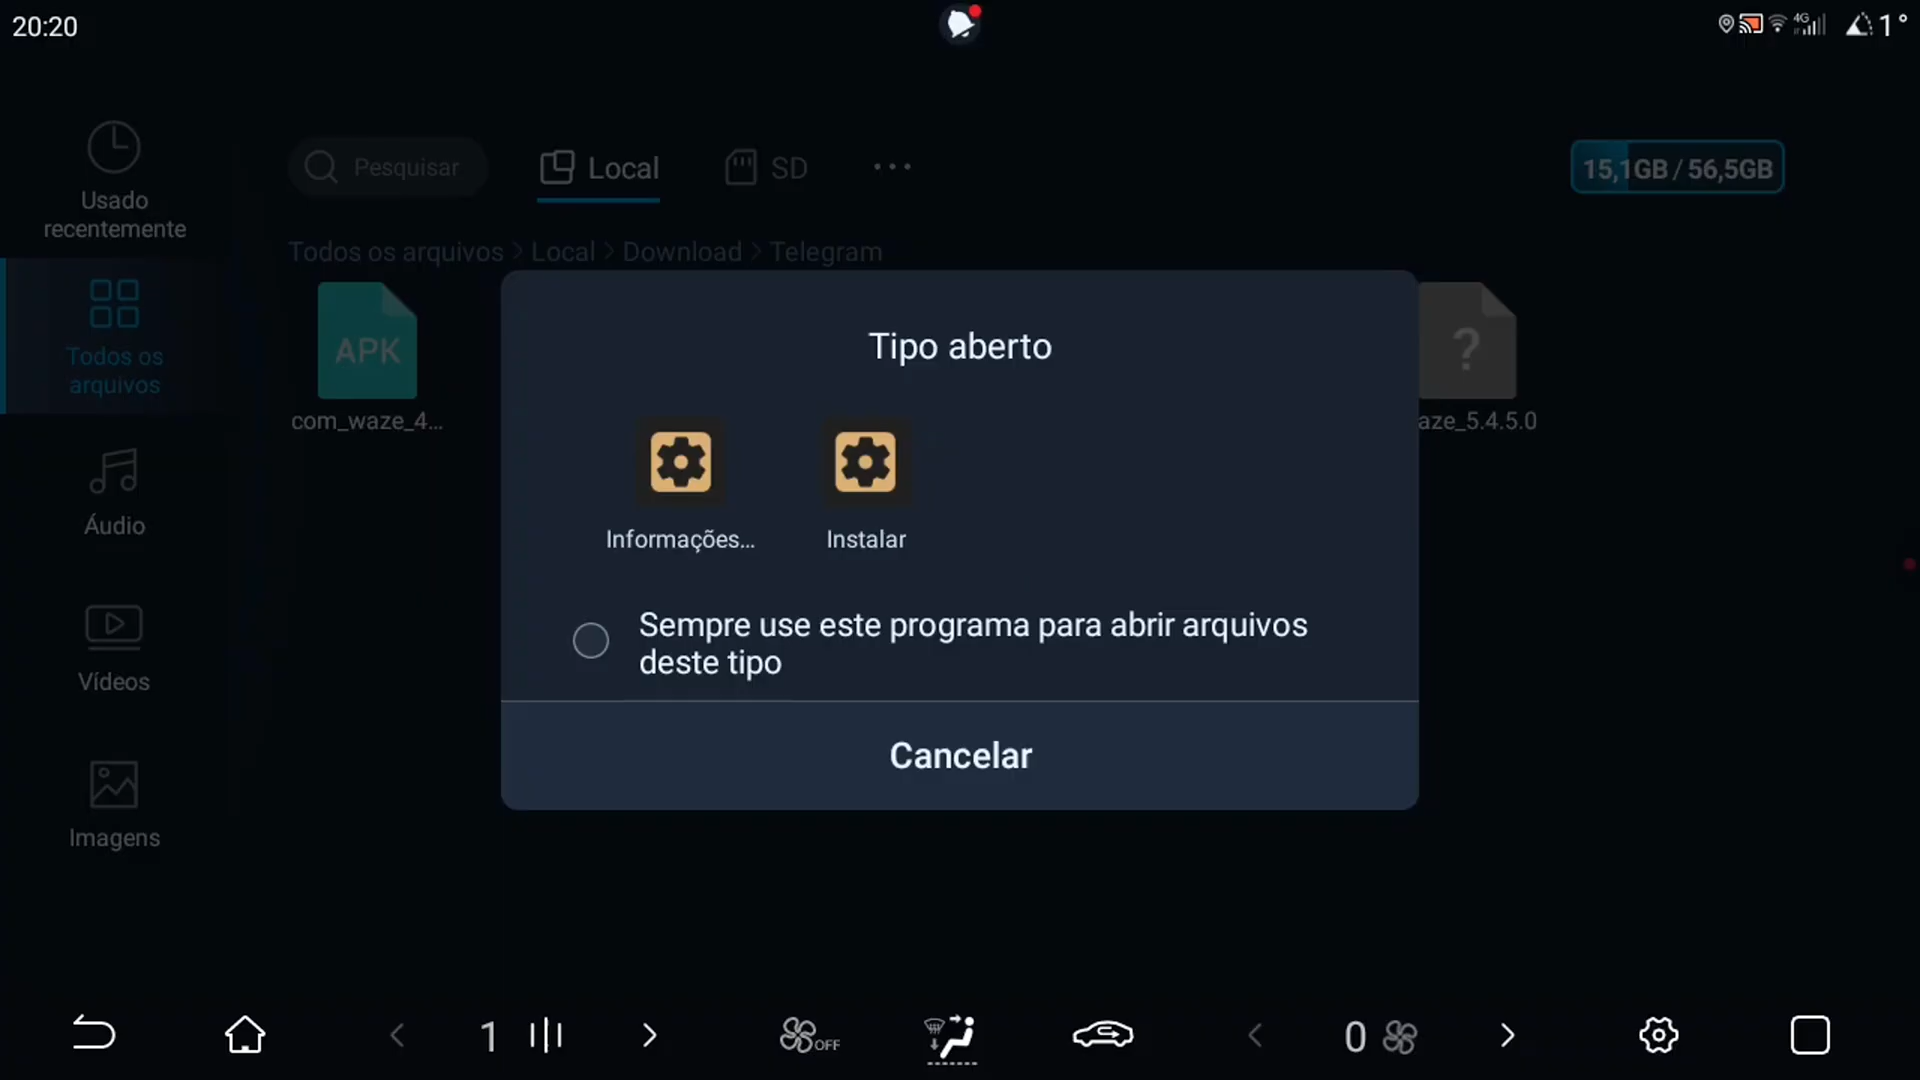 20:20
4G
1°
Usado
recentemente
Pesquisar
Local
SD
15,1GB / 56,5GB
Todos os arquivos > Local > Download > Telegram
Todos os
arquivos
APK
com_waze_4...
?
aze_5.4.5.0
Tipo aberto
Informações...
Instalar
Sempre use este programa para abrir arquivos
deste tipo
Cancelar
Áudio
Vídeos
Imagens
1
OFF
0